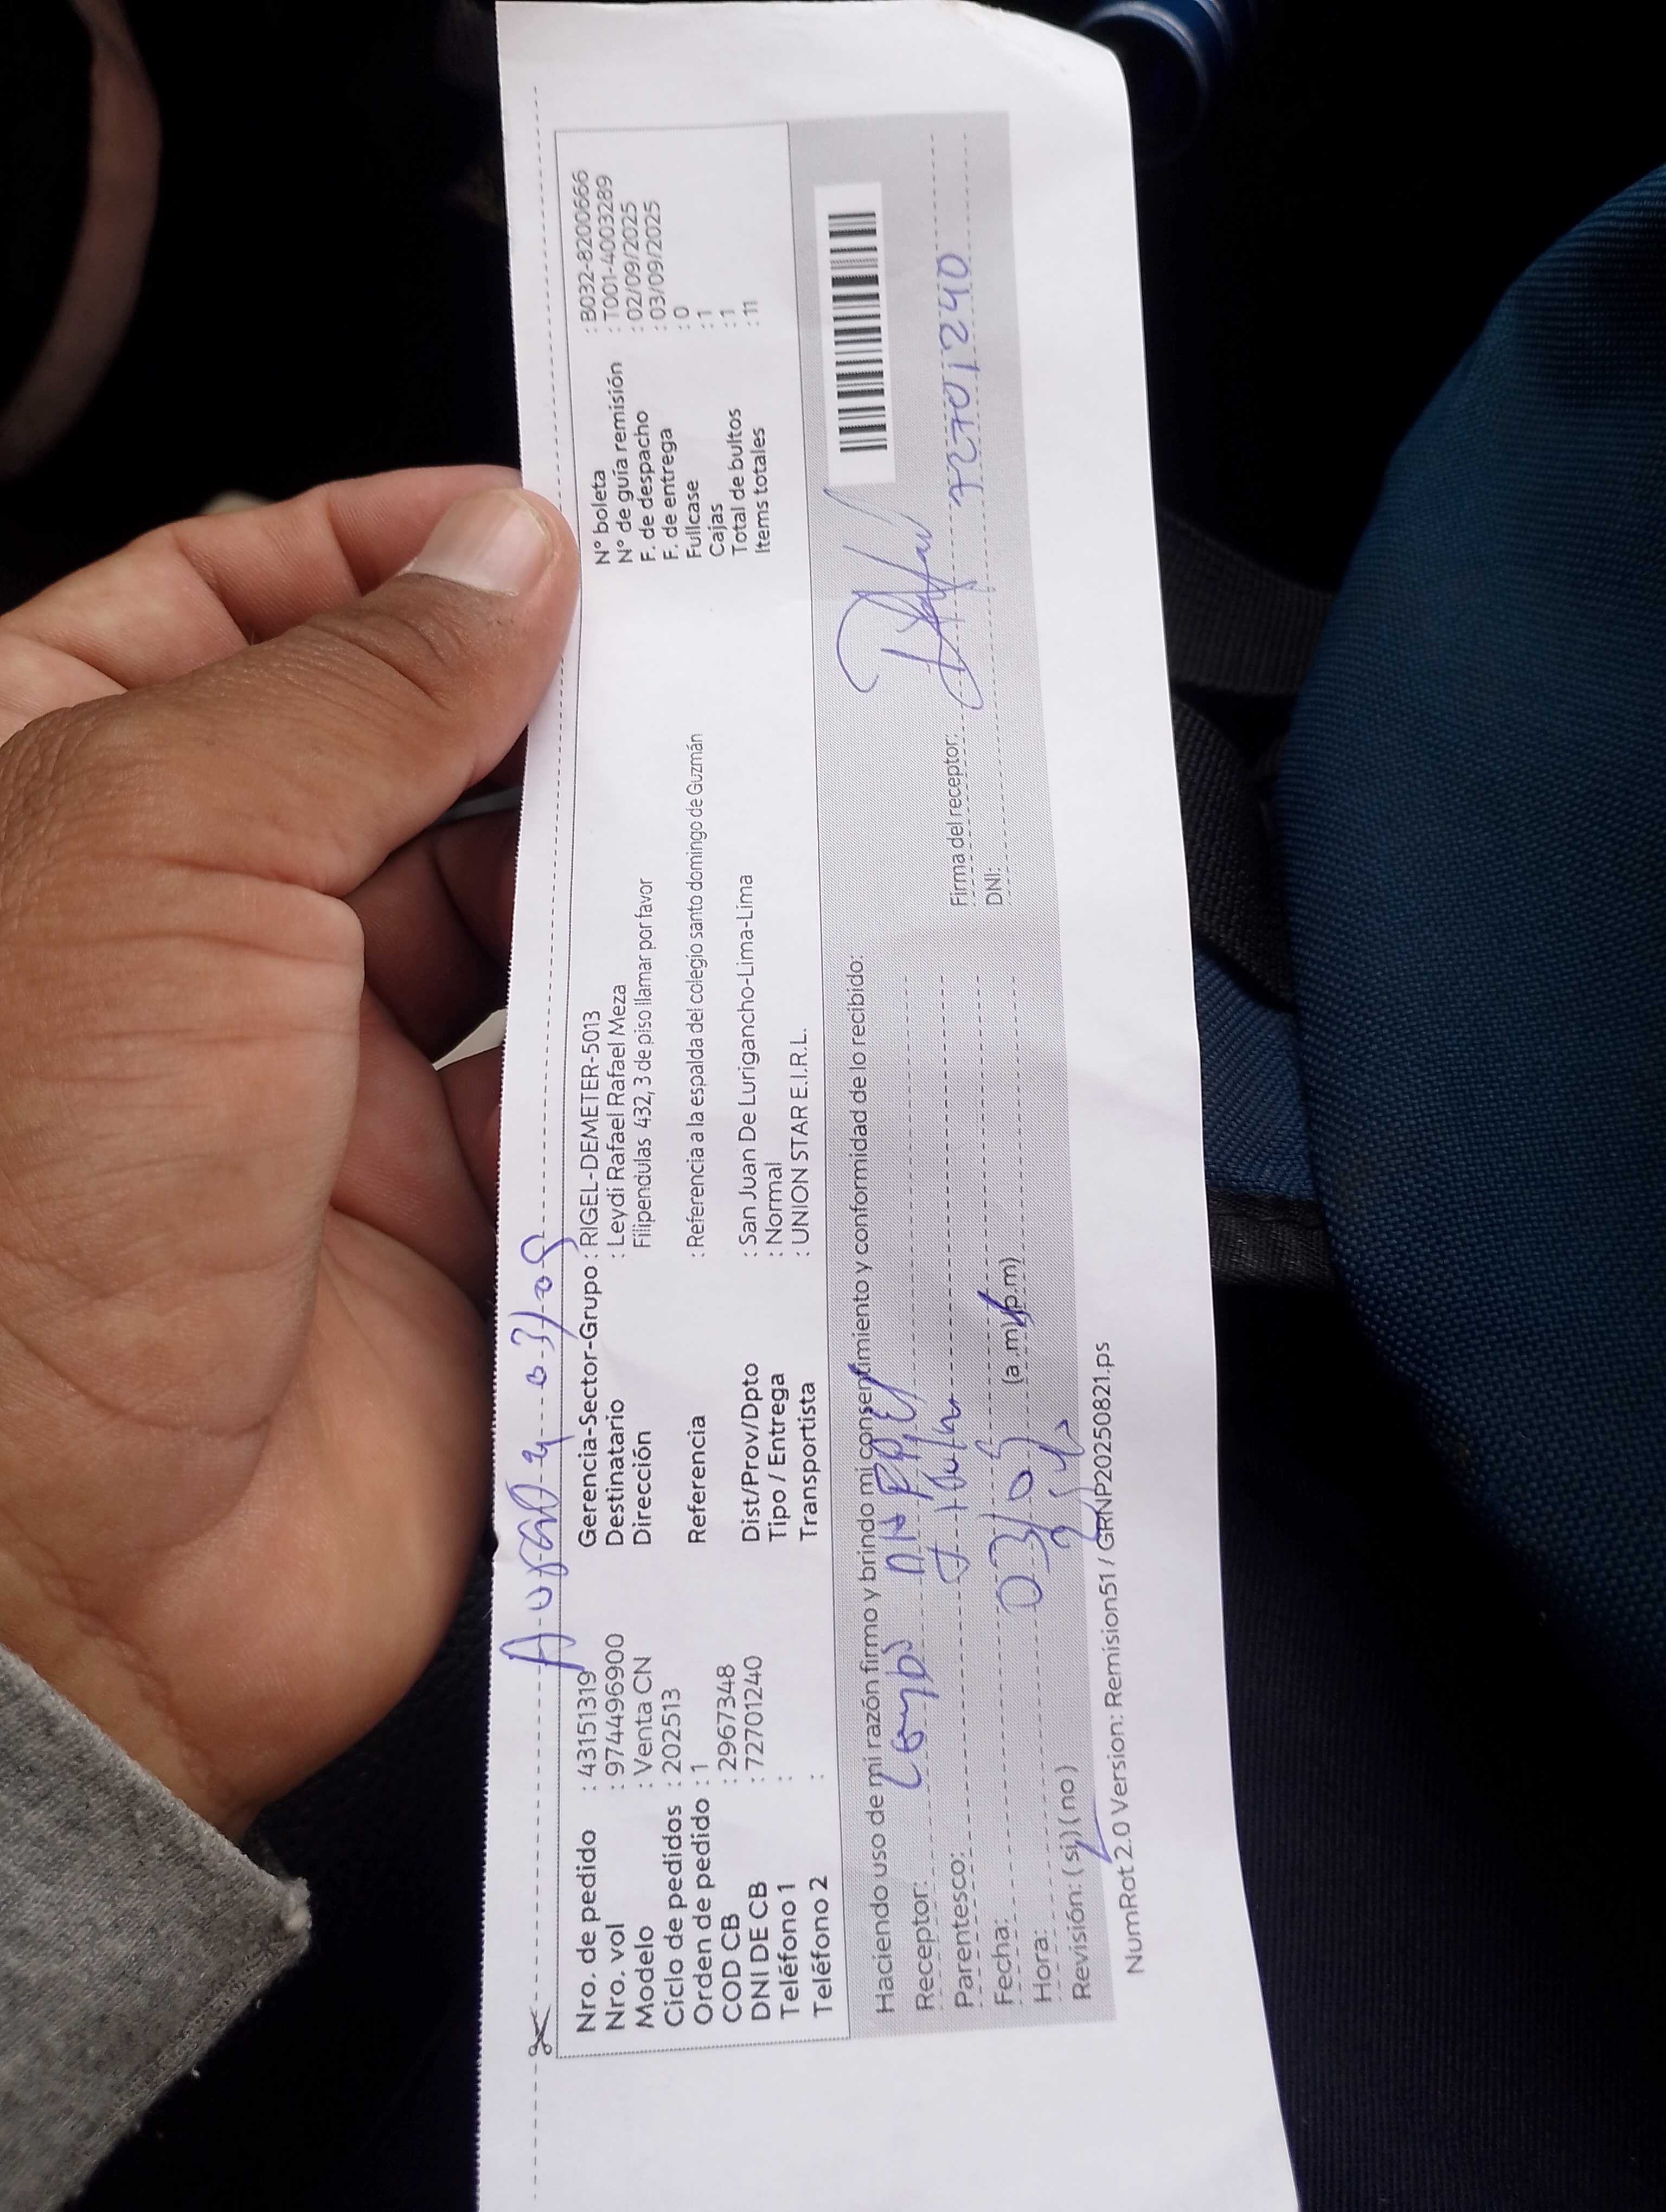 03/09
Nro. de pedido : 43151319
Nro. vol : 974496900
Modelo : Venta CN
Ciclo de pedidos : 202513
Orden de pedido : 1
COD CB : 2967348
DNI DE CB : 72701240
Teléfono 1 :
Teléfono 2 :
Gerencia-Sector-Grupo : RIGEL-DEMETER-5013
Destinatario : Leydi Rafael Rafael Meza
Dirección Filipendulas 432, 3 de piso llamar por favor
Referencia : Referencia a la espalda del colegio santo domingo de Guzmán
Dist/Prov/Dpto : San Juan De Lurigancho-Lima-Lima
Tipo / Entrega : Normal
Transportista : UNION STAR E.I.R.L.
N° boleta : B032-8200666
N° de guía remisión : T001-4003289
F. de despacho : 02/09/2025
F. de entrega : 03/09/2025
Fullcase : 0
Cajas : 1
Total de bultos : 1
Items totales : 11
Haciendo uso de mi razón firmo y brindo mi consentimiento y conformidad de lo recibido:
Receptor:
Parentesco:
Fecha: 03/09
Hora: (a.m)(p.m)
Revisión: (si) (no)
Firma del receptor:
DNI: 72701240
NumRot 2.0 Version: Remision51 / GRNP20250821.ps